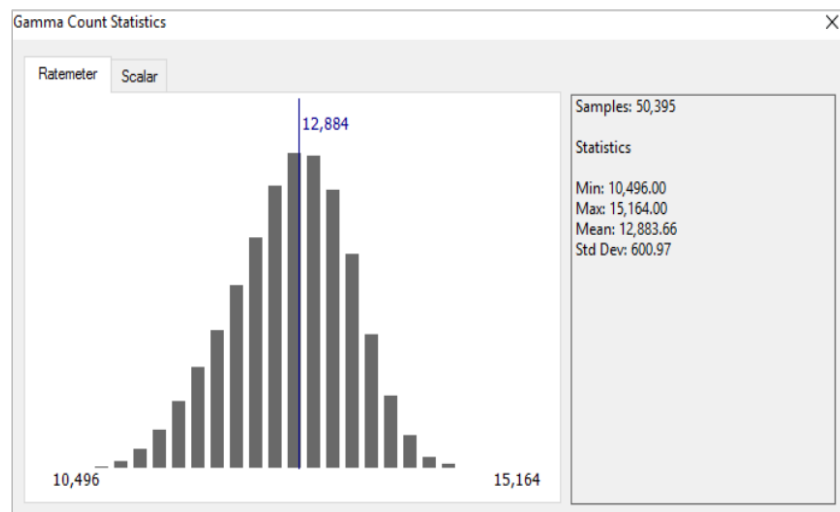 Gamma Count Statistics
Ratemeter
Scalar
12,884
10,496
15,164
Samples: 50,395
Statistics
Min: 10,496.00
Max: 15,164.00
Mean: 12,883.66
Std Dev: 600.97